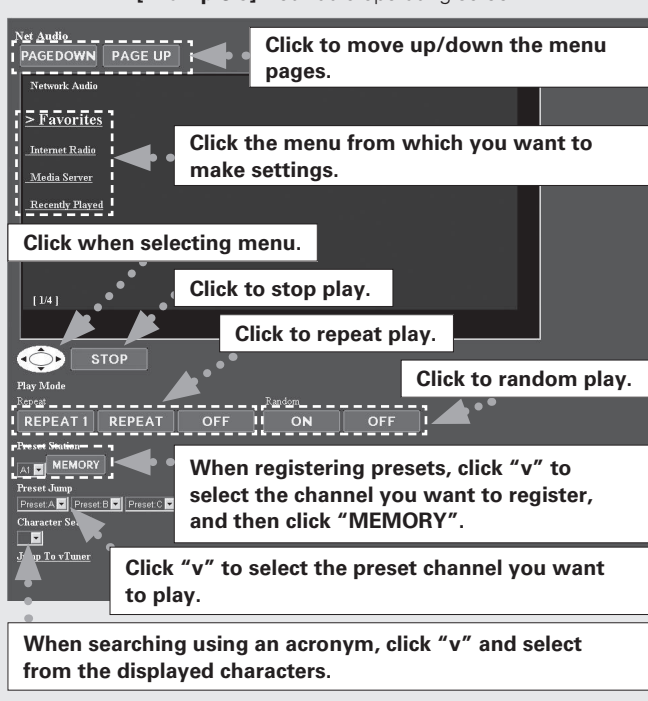 Net Audio
PAGEDOWN PAGE UP
Click to move up/down the menu
pages.
Network Audio
> Favorites
Internet Radio
Media Server
Recently Played
Click the menu from which you want to
make settings.
Click when selecting menu.
[ 1/4 ]
Click to stop play.
Click to repeat play.
STOP
Click to random play.
Play Mode
Repeat Random
REPEAT 1 REPEAT OFF ON OFF
Preset Station
A1 MEMORY
When registering presets, click “v” to
select the channel you want to register,
and then click “MEMORY”.
Preset Jump
Preset:A Preset:B Preset:C
Character
Jump To vTuner
Click “v” to select the preset channel you want
to play.
When searching using an acronym, click “v” and select
from the displayed characters.